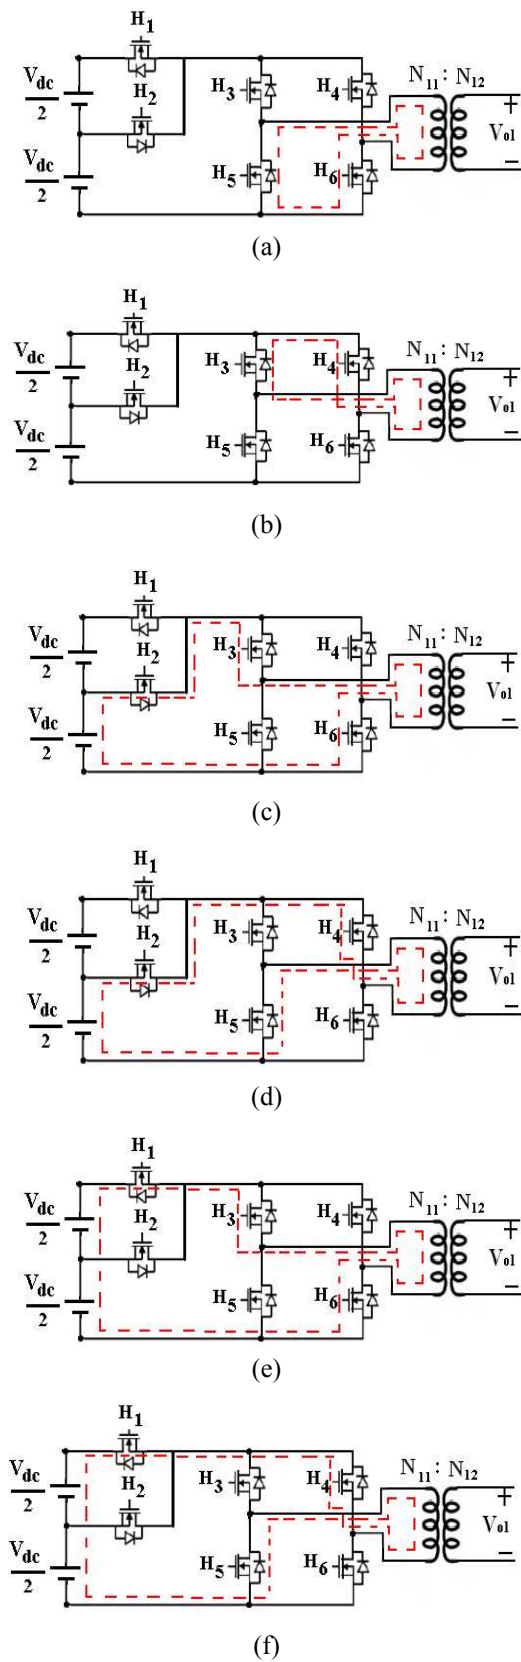 H1
Vdc/2
H2
H3
H4
N11 : N12
+
Vo1
−
Vdc/2
H5
H6
(a)
H1
Vdc/2
H2
H3
H4
N11 : N12
+
Vo1
−
Vdc/2
H5
H6
(b)
H1
Vdc/2
H2
H3
H4
N11 : N12
+
Vo1
−
Vdc/2
H5
H6
(c)
H1
Vdc/2
H2
H3
H4
N11 : N12
+
Vo1
−
Vdc/2
H5
H6
(d)
H1
Vdc/2
H2
H3
H4
N11 : N12
+
Vo1
−
Vdc/2
H5
H6
(e)
H1
Vdc/2
H2
H3
H4
N11 : N12
+
Vo1
−
Vdc/2
H5
H6
(f)